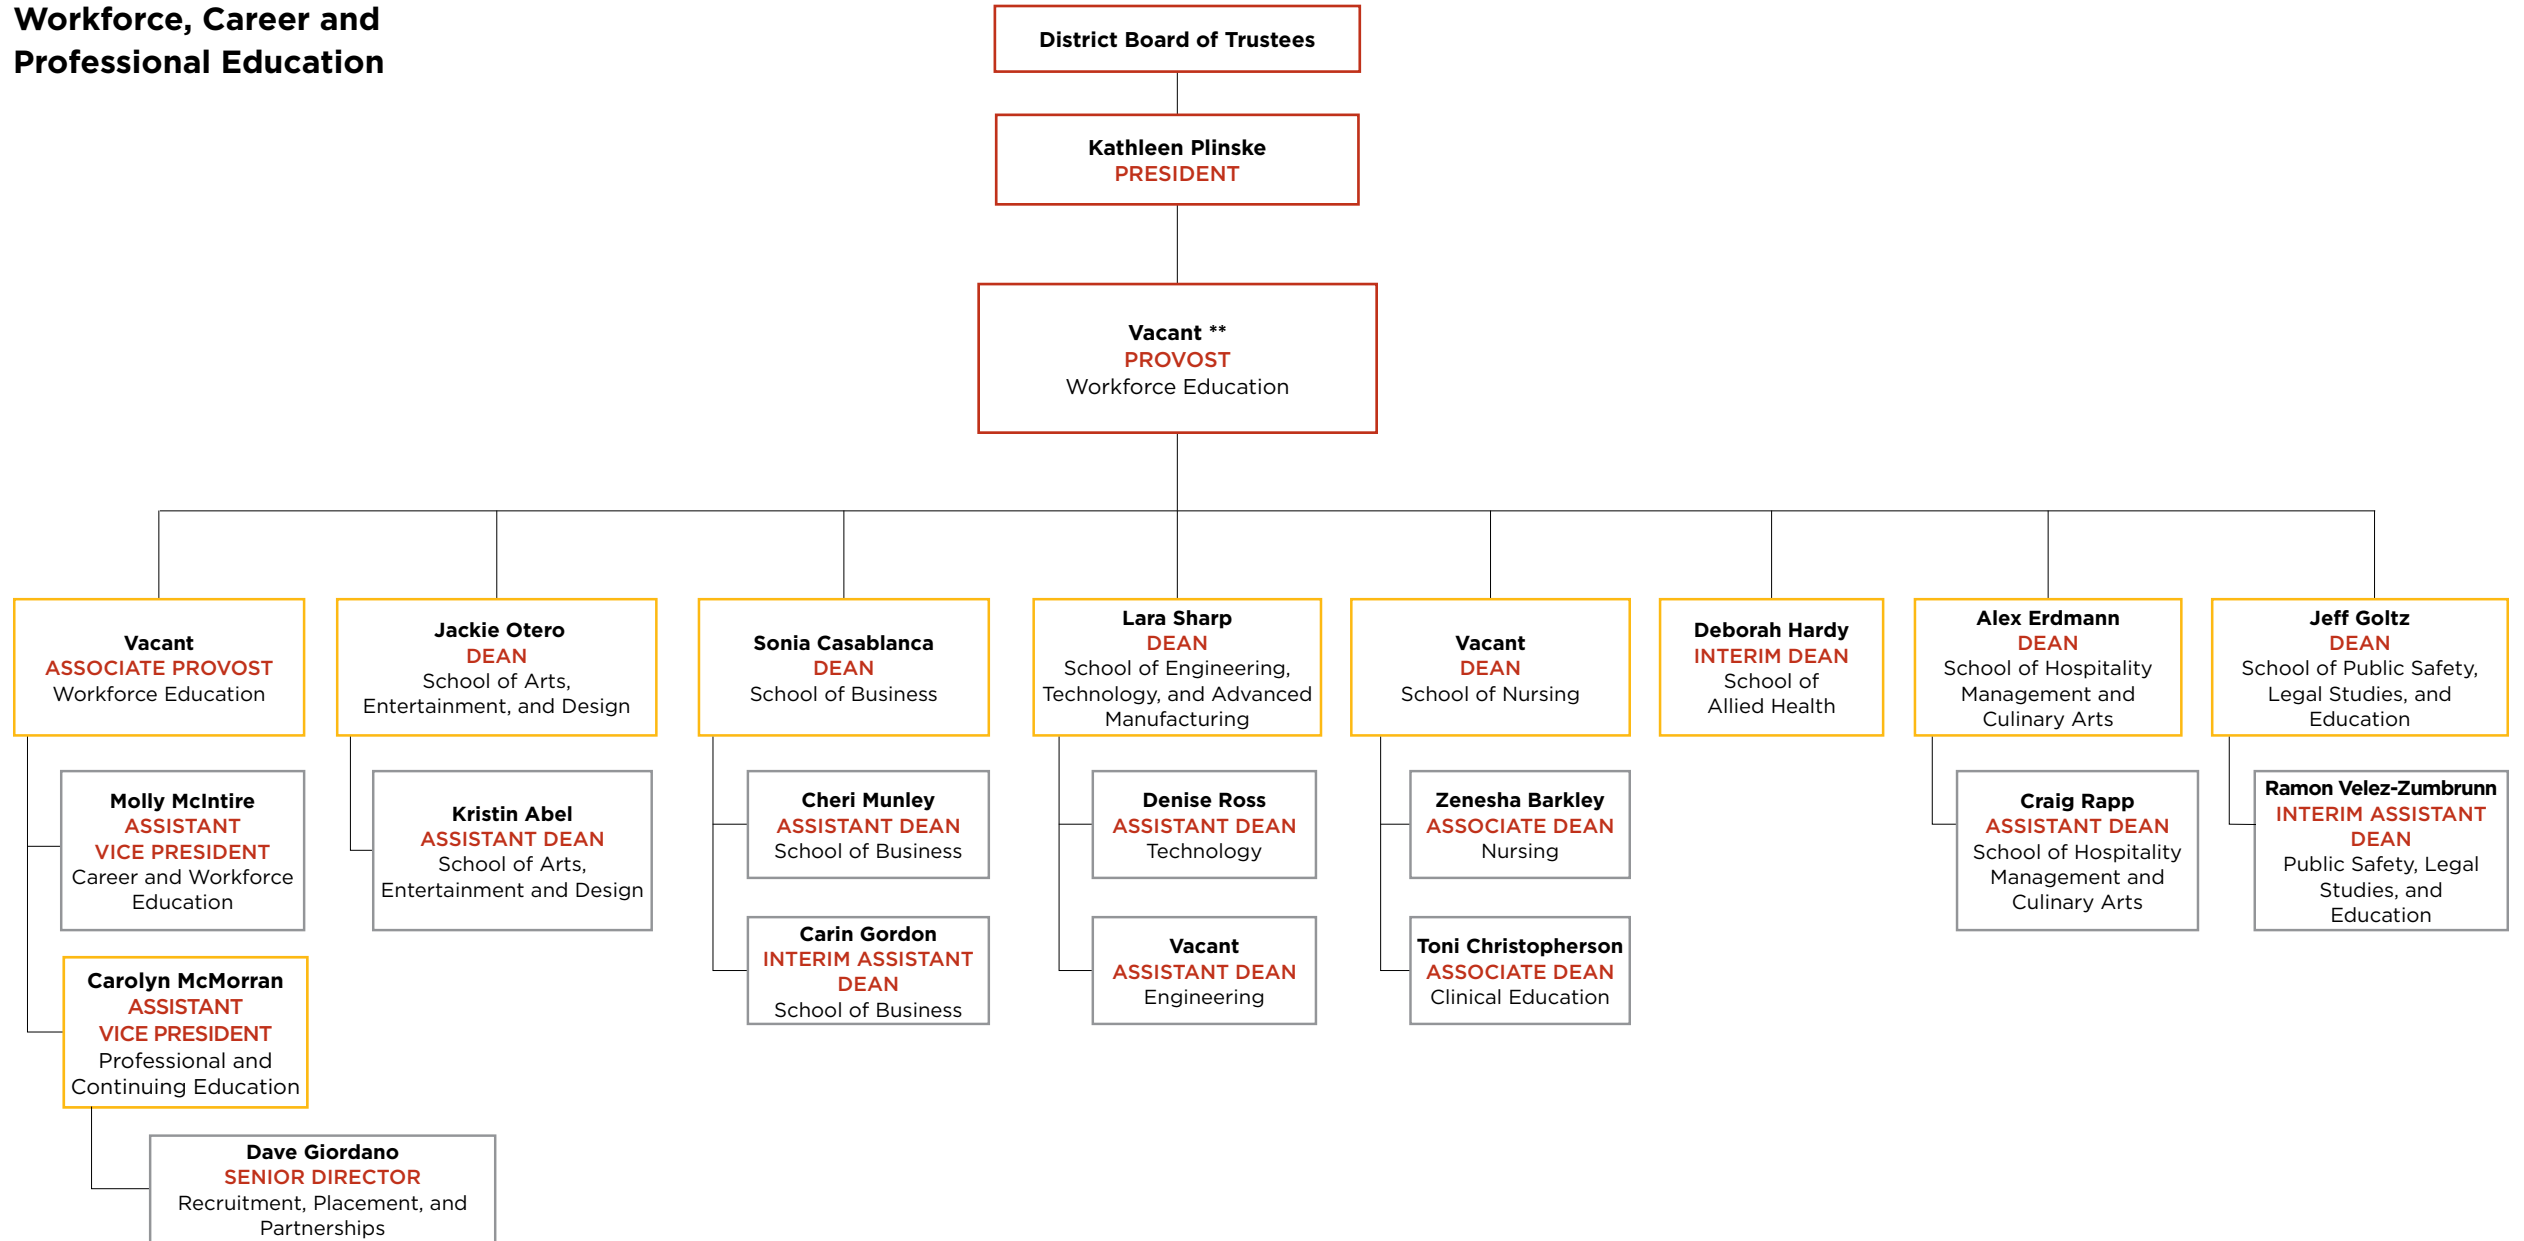 Workforce, Career and
Professional Education
District Board of Trustees
Kathleen Plinske
PRESIDENT
Vacant **
PROVOST
Workforce Education
Vacant
ASSOCIATE PROVOST
Workforce Education
Jackie Otero
DEAN
School of Arts,
Entertainment, and Design
Sonia Casablanca
DEAN
School of Business
Lara Sharp
DEAN
School of Engineering,
Technology, and Advanced
Manufacturing
Vacant
DEAN
School of Nursing
Deborah Hardy
INTERIM DEAN
School of
Allied Health
Alex Erdmann
DEAN
School of Hospitality
Management and
Culinary Arts
Jeff Goltz
DEAN
School of Public Safety,
Legal Studies, and
Education
Molly McIntire
ASSISTANT
VICE PRESIDENT
Career and Workforce
Education
Kristin Abel
ASSISTANT DEAN
School of Arts,
Entertainment and Design
Cheri Munley
ASSISTANT DEAN
School of Business
Denise Ross
ASSISTANT DEAN
Technology
Zenesha Barkley
ASSOCIATE DEAN
Nursing
Craig Rapp
ASSISTANT DEAN
School of Hospitality
Management and
Culinary Arts
Ramon Velez-Zumbrunn
INTERIM ASSISTANT
DEAN
Public Safety, Legal
Studies, and
Education
Carin Gordon
INTERIM ASSISTANT
DEAN
School of Business
Vacant
ASSISTANT DEAN
Engineering
Toni Christopherson
ASSOCIATE DEAN
Clinical Education
Carolyn McMorran
ASSISTANT
VICE PRESIDENT
Professional and
Continuing Education
Dave Giordano
SENIOR DIRECTOR
Recruitment, Placement, and
Partnerships